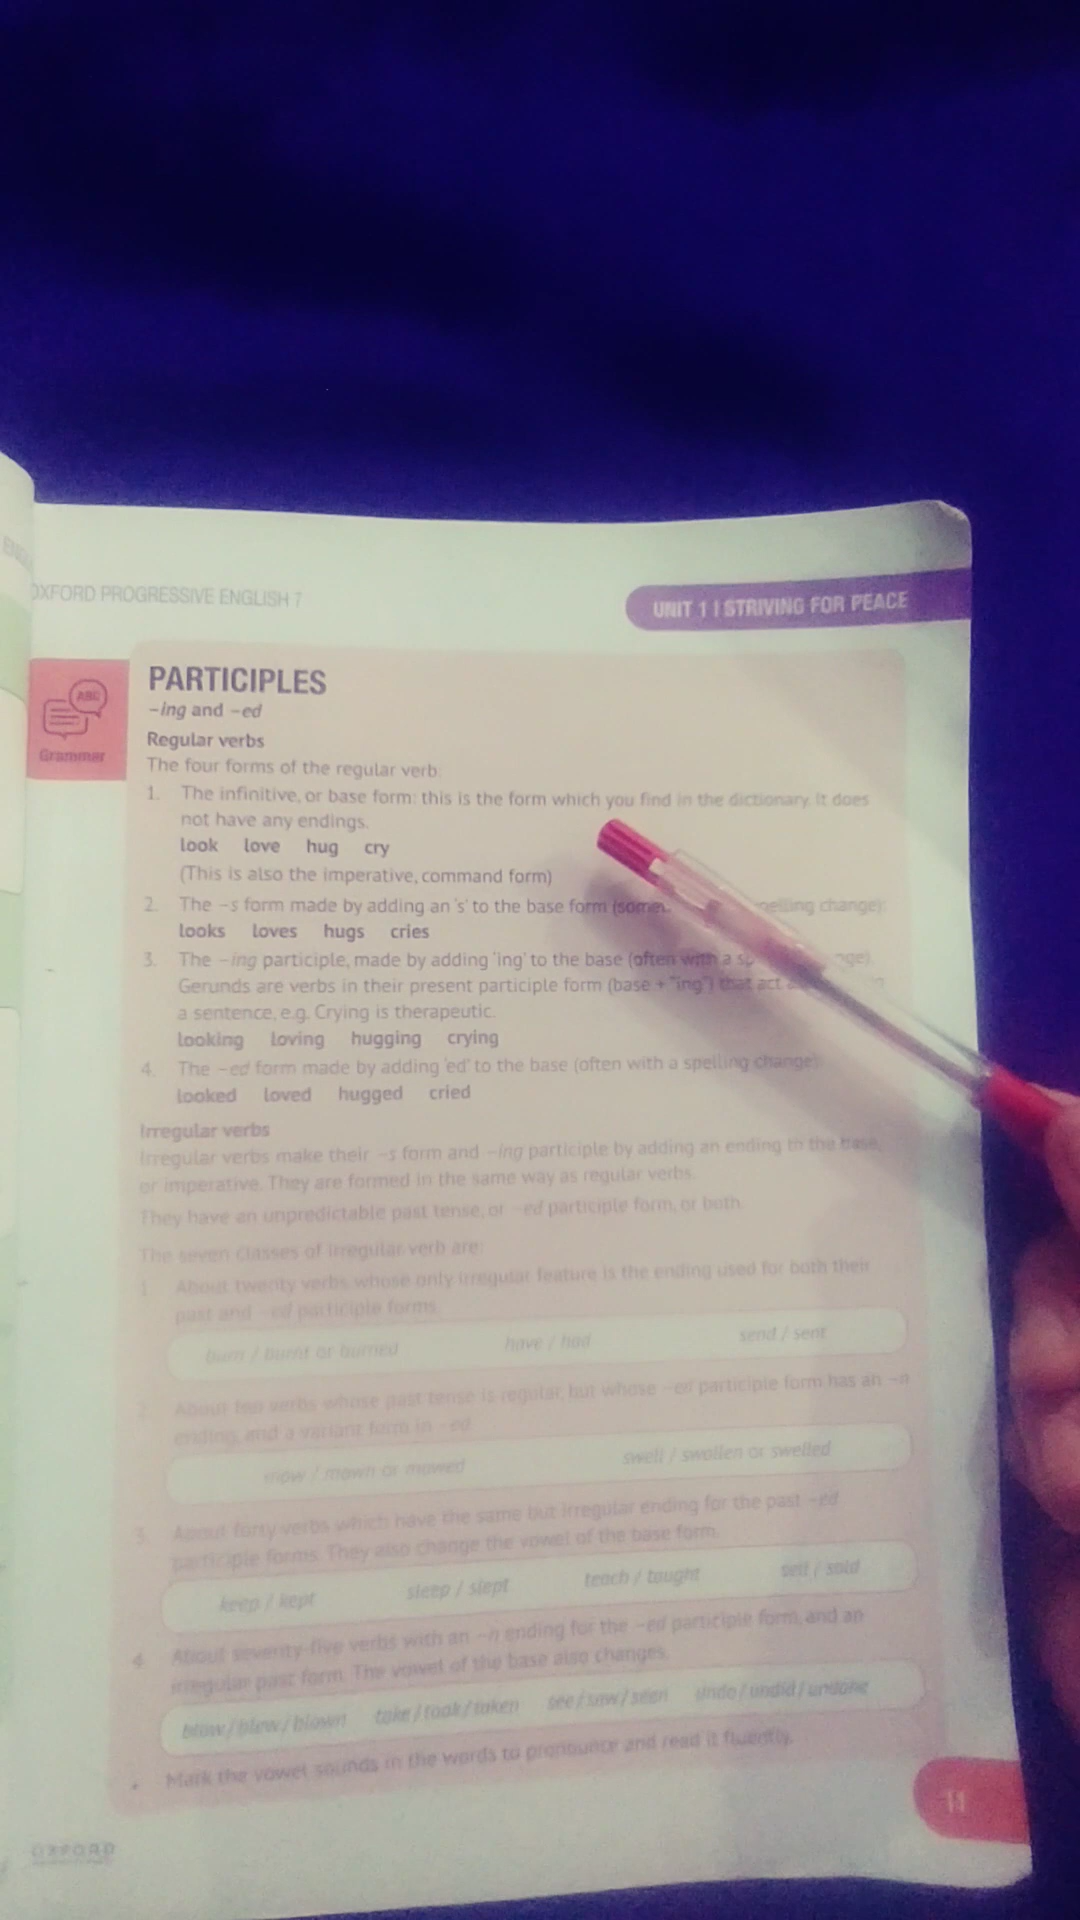 OXFORD PROGRESSIVE ENGLISH 7
UNIT 1 | STRIVING FOR PEACE
ABC
Grammar
PARTICIPLES
–ing and –ed
Regular verbs
The four forms of the regular verb:
1. The infinitive, or base form: this is the form which you find in the dictionary. It does
not have any endings.
look love hug cry
(This is also the imperative, command form)
2. The –s form made by adding an 's' to the base form (spelling change):
looks loves hugs cries
3. The –ing participle, made by adding 'ing' to the base (often with a
Gerunds are verbs in their present participle form (base + "ing") that act
a sentence, e.g. Crying is therapeutic.
looking loving hugging crying
4. The –ed form made by adding 'ed' to the base (often with a spelling change):
looked loved hugged cried
Irregular verbs
Irregular verbs make their –s form and –ing participle by adding an ending to the base,
or imperative. They are formed in the same way as regular verbs.
They have an unpredictable past tense, or –ed participle form, or both.
The seven classes of irregular verb are:
1. About twenty verbs whose only irregular feature is the ending used for both their
past and –ed participle forms.
burn / burnt or burned have / had send / sent
2. About ten verbs whose past tense is regular, but whose –ed participle form has an –n
ending, and a variant form in –ed
mow / mown or mowed swell / swollen or swelled
3. About forty verbs which have the same but irregular ending for the past –ed
participle forms. They also change the vowel of the base form.
keep / kept sleep / slept teach / taught sell / sold
4. About seventy-five verbs with an –n ending for the –ed participle form, and an
irregular past form. The vowel of the base also changes.
blow / blew / blown take / took / taken see / saw / seen undo / undid / undone
• Mark the vowel sounds in the words to pronounce and read it fluently.
11
OXFORD